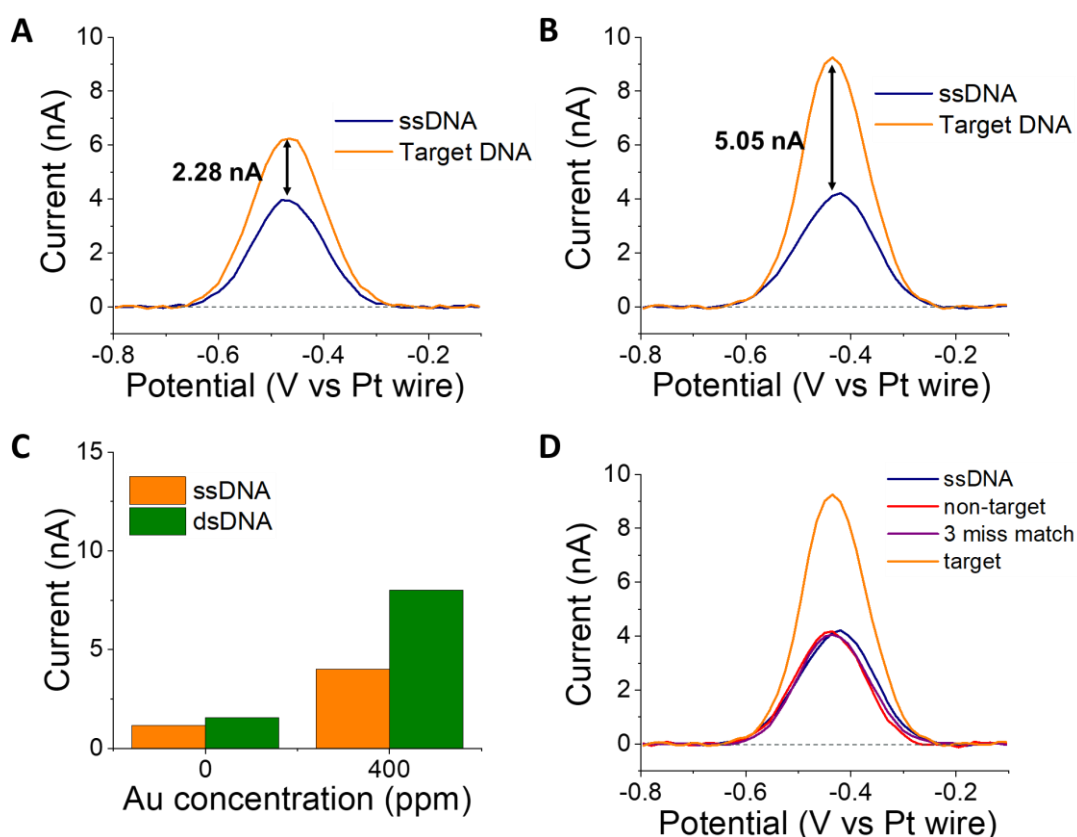 A
10
8
6
4
2
0
Current (nA)
ssDNA
Target DNA
2.28 nA
-0.8
-0.6
-0.4
-0.2
Potential (V vs Pt wire)
B
10
8
6
4
2
0
Current (nA)
ssDNA
Target DNA
5.05 nA
-0.8
-0.6
-0.4
-0.2
Potential (V vs Pt wire)
C
15
10
5
0
Current (nA)
ssDNA
dsDNA
0
400
Au concentration (ppm)
D
10
8
6
4
2
0
Current (nA)
ssDNA
non-target
3 miss match
target
-0.8
-0.6
-0.4
-0.2
Potential (V vs Pt wire)